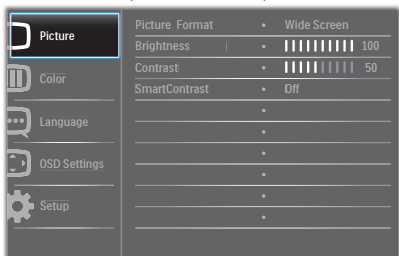 Picture
Color
Language
OSD Settings
Setup
Picture Format • Wide Screen
Brightness • 100
Contrast • 50
SmartContrast • Off